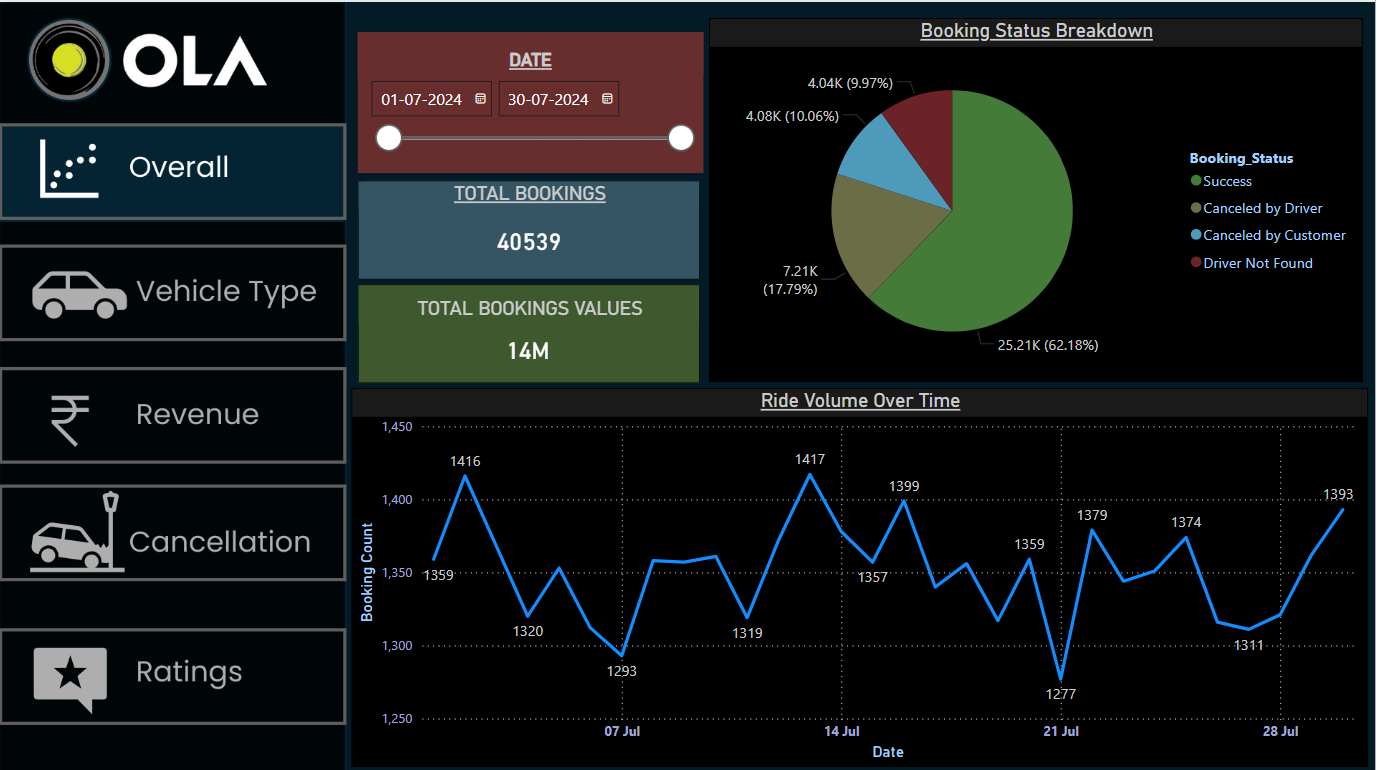 OLA
Overall
Vehicle Type
Revenue
Cancellation
Ratings
DATE
01-07-2024 30-07-2024
TOTAL BOOKINGS
40539
TOTAL BOOKINGS VALUES
14M
Booking Status Breakdown
4.04K (9.97%)
4.08K (10.06%)
7.21K
(17.79%)
25.21K (62.18%)
Booking_Status
Success
Canceled by Driver
Canceled by Customer
Driver Not Found
Ride Volume Over Time
Booking Count
1,450
1,400
1,350
1,300
1,250
1359
1416
1320
1293
1319
1417
1357
1399
1359
1277
1379
1374
1311
1393
07 Jul
14 Jul
21 Jul
28 Jul
Date